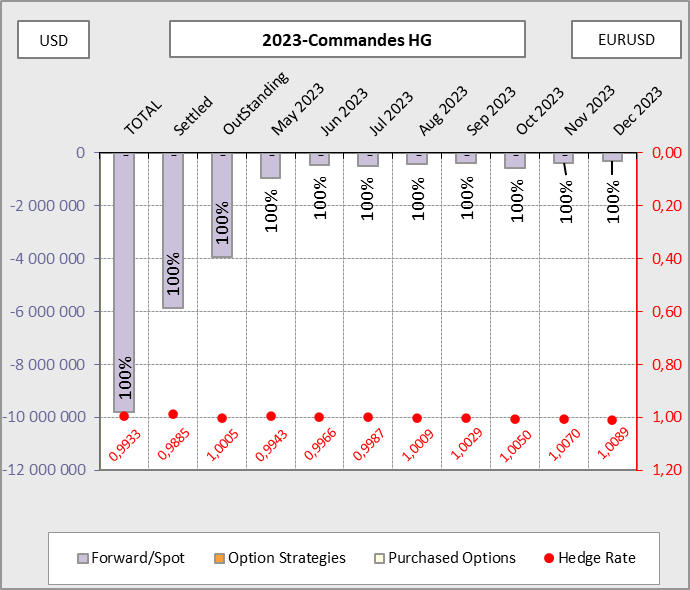 USD
2023-Commandes HG
EURUSD
TOTAL
Settled
OutStanding
May 2023
Jun 2023
Jul 2023
Aug 2023
Sep 2023
Oct 2023
Nov 2023
Dec 2023
0
-2 000 000
-4 000 000
-6 000 000
-8 000 000
-10 000 000
-12 000 000
100%
100%
100%
100%
100%
100%
100%
100%
100%
100%
100%
0,9933
0,9885
1,0005
0,9943
0,9966
0,9987
1,0009
1,0029
1,0050
1,0070
1,0089
0,00
0,20
0,40
0,60
0,80
1,00
1,20
Forward/Spot
Option Strategies
Purchased Options
Hedge Rate